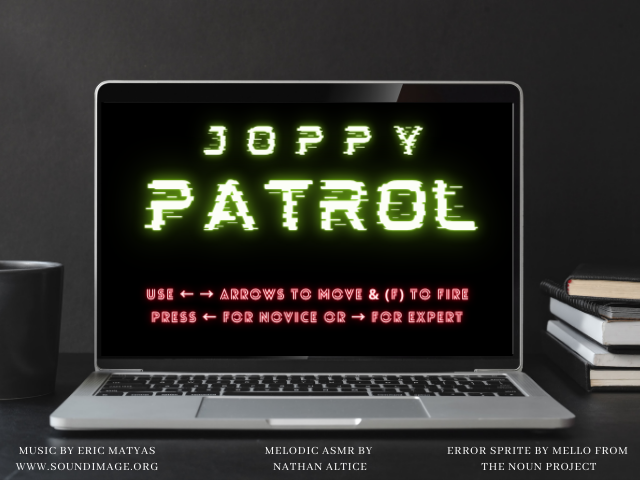 JOPPY
PATROL
USE ← → ARROWS TO MOVE & (F) TO FIRE
PRESS ← FOR NOVICE OR → FOR EXPERT
MUSIC BY ERIC MATYAS
WWW.SOUNDIMAGE.ORG
MELODIC ASMR BY
NATHAN ALTICE
ERROR SPRITE BY MELLO FROM
THE NOUN PROJECT